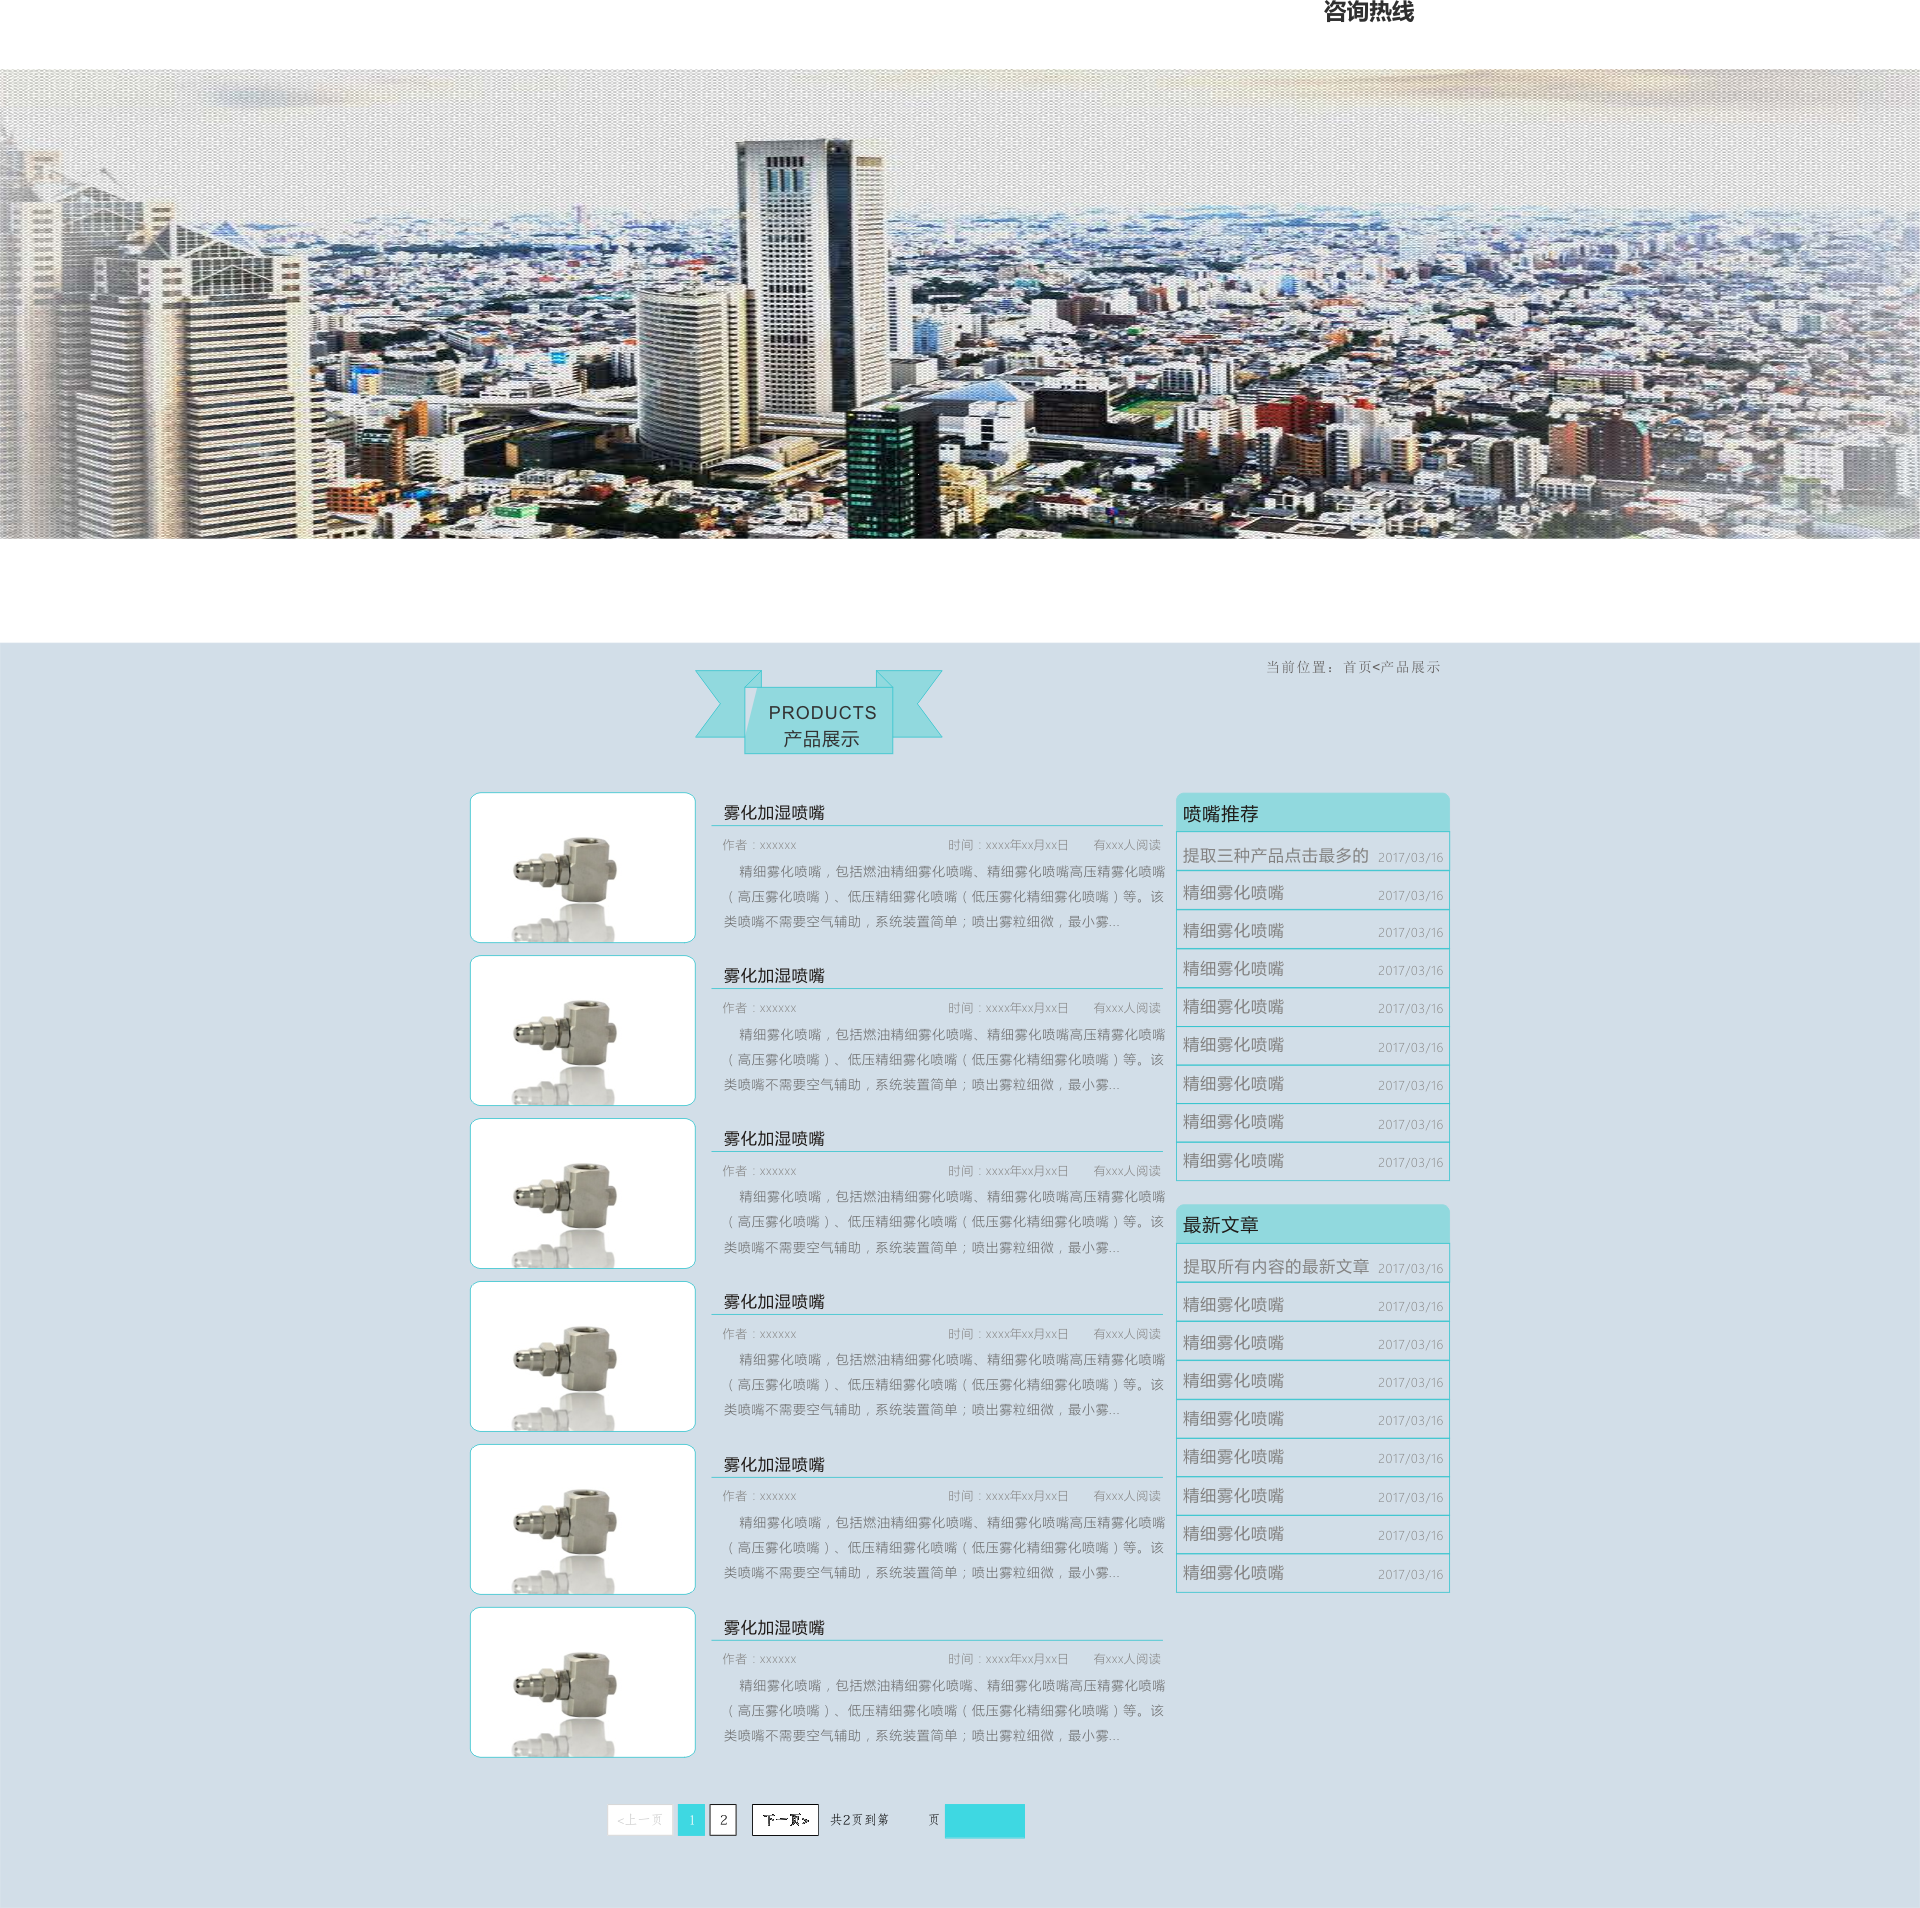 咨询热线
当前位置：首页<产品展示
PRODUCTS
产品展示
雾化加湿喷嘴
作者：xxxxxx 时间：xxxx年xx月xx日 有xxx人阅读
精细雾化喷嘴，包括燃油精细雾化喷嘴、精细雾化喷嘴高压精雾化喷嘴
（高压雾化喷嘴）、低压精细雾化喷嘴（低压雾化精细雾化喷嘴）等。该
类喷嘴不需要空气辅助，系统装置简单；喷出雾粒细微，最小雾...
雾化加湿喷嘴
作者：xxxxxx 时间：xxxx年xx月xx日 有xxx人阅读
精细雾化喷嘴，包括燃油精细雾化喷嘴、精细雾化喷嘴高压精雾化喷嘴
（高压雾化喷嘴）、低压精细雾化喷嘴（低压雾化精细雾化喷嘴）等。该
类喷嘴不需要空气辅助，系统装置简单；喷出雾粒细微，最小雾...
雾化加湿喷嘴
作者：xxxxxx 时间：xxxx年xx月xx日 有xxx人阅读
精细雾化喷嘴，包括燃油精细雾化喷嘴、精细雾化喷嘴高压精雾化喷嘴
（高压雾化喷嘴）、低压精细雾化喷嘴（低压雾化精细雾化喷嘴）等。该
类喷嘴不需要空气辅助，系统装置简单；喷出雾粒细微，最小雾...
雾化加湿喷嘴
作者：xxxxxx 时间：xxxx年xx月xx日 有xxx人阅读
精细雾化喷嘴，包括燃油精细雾化喷嘴、精细雾化喷嘴高压精雾化喷嘴
（高压雾化喷嘴）、低压精细雾化喷嘴（低压雾化精细雾化喷嘴）等。该
类喷嘴不需要空气辅助，系统装置简单；喷出雾粒细微，最小雾...
雾化加湿喷嘴
作者：xxxxxx 时间：xxxx年xx月xx日 有xxx人阅读
精细雾化喷嘴，包括燃油精细雾化喷嘴、精细雾化喷嘴高压精雾化喷嘴
（高压雾化喷嘴）、低压精细雾化喷嘴（低压雾化精细雾化喷嘴）等。该
类喷嘴不需要空气辅助，系统装置简单；喷出雾粒细微，最小雾...
雾化加湿喷嘴
作者：xxxxxx 时间：xxxx年xx月xx日 有xxx人阅读
精细雾化喷嘴，包括燃油精细雾化喷嘴、精细雾化喷嘴高压精雾化喷嘴
（高压雾化喷嘴）、低压精细雾化喷嘴（低压雾化精细雾化喷嘴）等。该
类喷嘴不需要空气辅助，系统装置简单；喷出雾粒细微，最小雾...
喷嘴推荐
提取三种产品点击最多的 2017/03/16
精细雾化喷嘴 2017/03/16
精细雾化喷嘴 2017/03/16
精细雾化喷嘴 2017/03/16
精细雾化喷嘴 2017/03/16
精细雾化喷嘴 2017/03/16
精细雾化喷嘴 2017/03/16
精细雾化喷嘴 2017/03/16
精细雾化喷嘴 2017/03/16
最新文章
提取所有内容的最新文章 2017/03/16
精细雾化喷嘴 2017/03/16
精细雾化喷嘴 2017/03/16
精细雾化喷嘴 2017/03/16
精细雾化喷嘴 2017/03/16
精细雾化喷嘴 2017/03/16
精细雾化喷嘴 2017/03/16
精细雾化喷嘴 2017/03/16
精细雾化喷嘴 2017/03/16
<上一页 1 2 下一页» 共2页到第 页